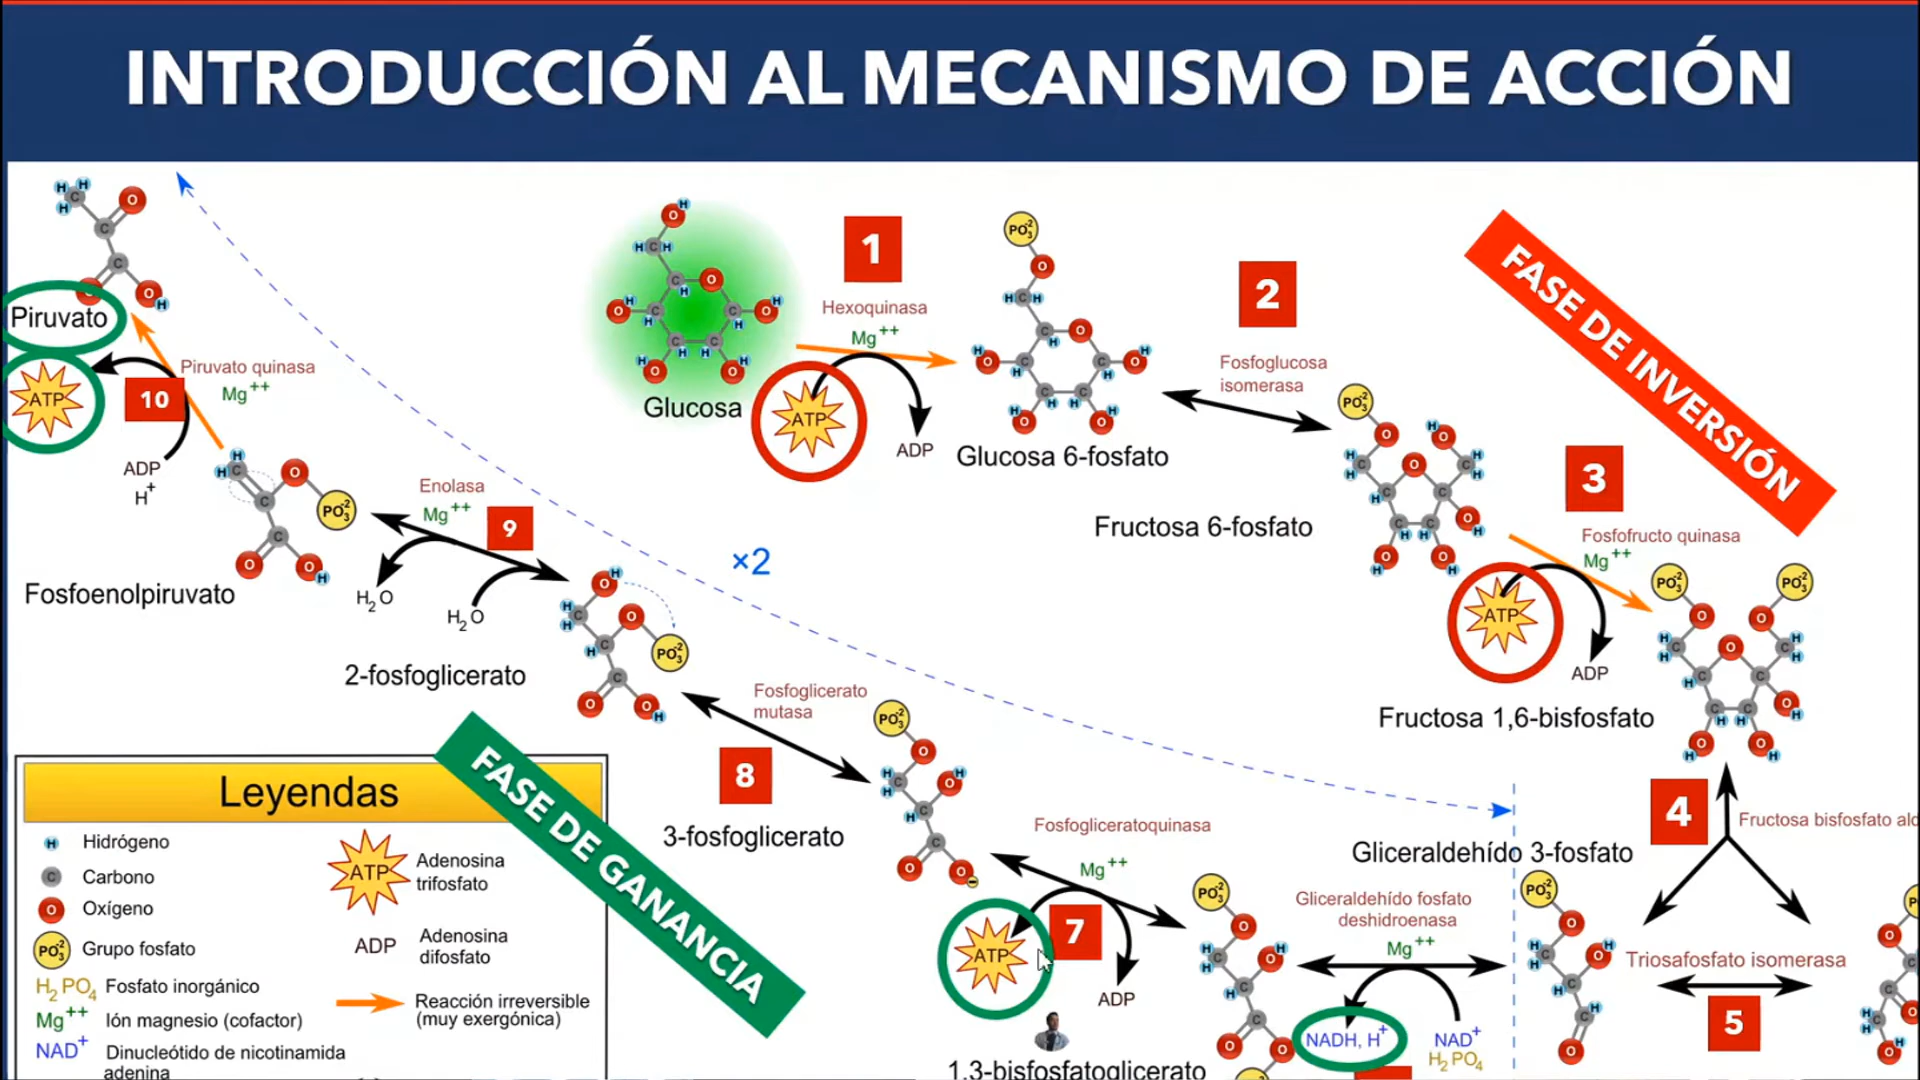 INTRODUCCIÓN AL MECANISMO DE ACCIÓN
Piruvato
ATP
10
Piruvato quinasa
Mg++
ADP
H+
Fosfoenolpiruvato
Enolasa
Mg++
9
H2O
H2O
2-fosfoglicerato
×2
Glucosa
1
Hexoquinasa
Mg++
ATP
ADP
Glucosa 6-fosfato
2
Fosfoglucosa
isomerasa
Fructosa 6-fosfato
FASE DE INVERSIÓN
3
Fosfofructo quinasa
Mg++
ATP
ADP
Fructosa 1,6-bisfosfato
4
Fructosa bisfosfato
Fosfoglicerato
mutasa
8
3-fosfoglicerato
FASE DE GANANCIA
Fosfogliceratoquinasa
Mg++
7
ATP
ADP
1,3-bisfosfatoglicerato
Gliceraldehído 3-fosfato
Gliceraldehído fosfato
deshidroenasa
Mg++
NADH, H+
NAD+
H2PO4
Triosafosfato isomerasa
5
Leyendas
H Hidrógeno
C Carbono
O Oxígeno
PO3-2 Grupo fosfato
H2PO4 Fosfato inorgánico
Mg++ Ión magnesio (cofactor)
NAD+ Dinucleótido de nicotinamida
adenina
ATP Adenosina
trifosfato
ADP Adenosina
difosfato
Reacción irreversible
(muy exergónica)